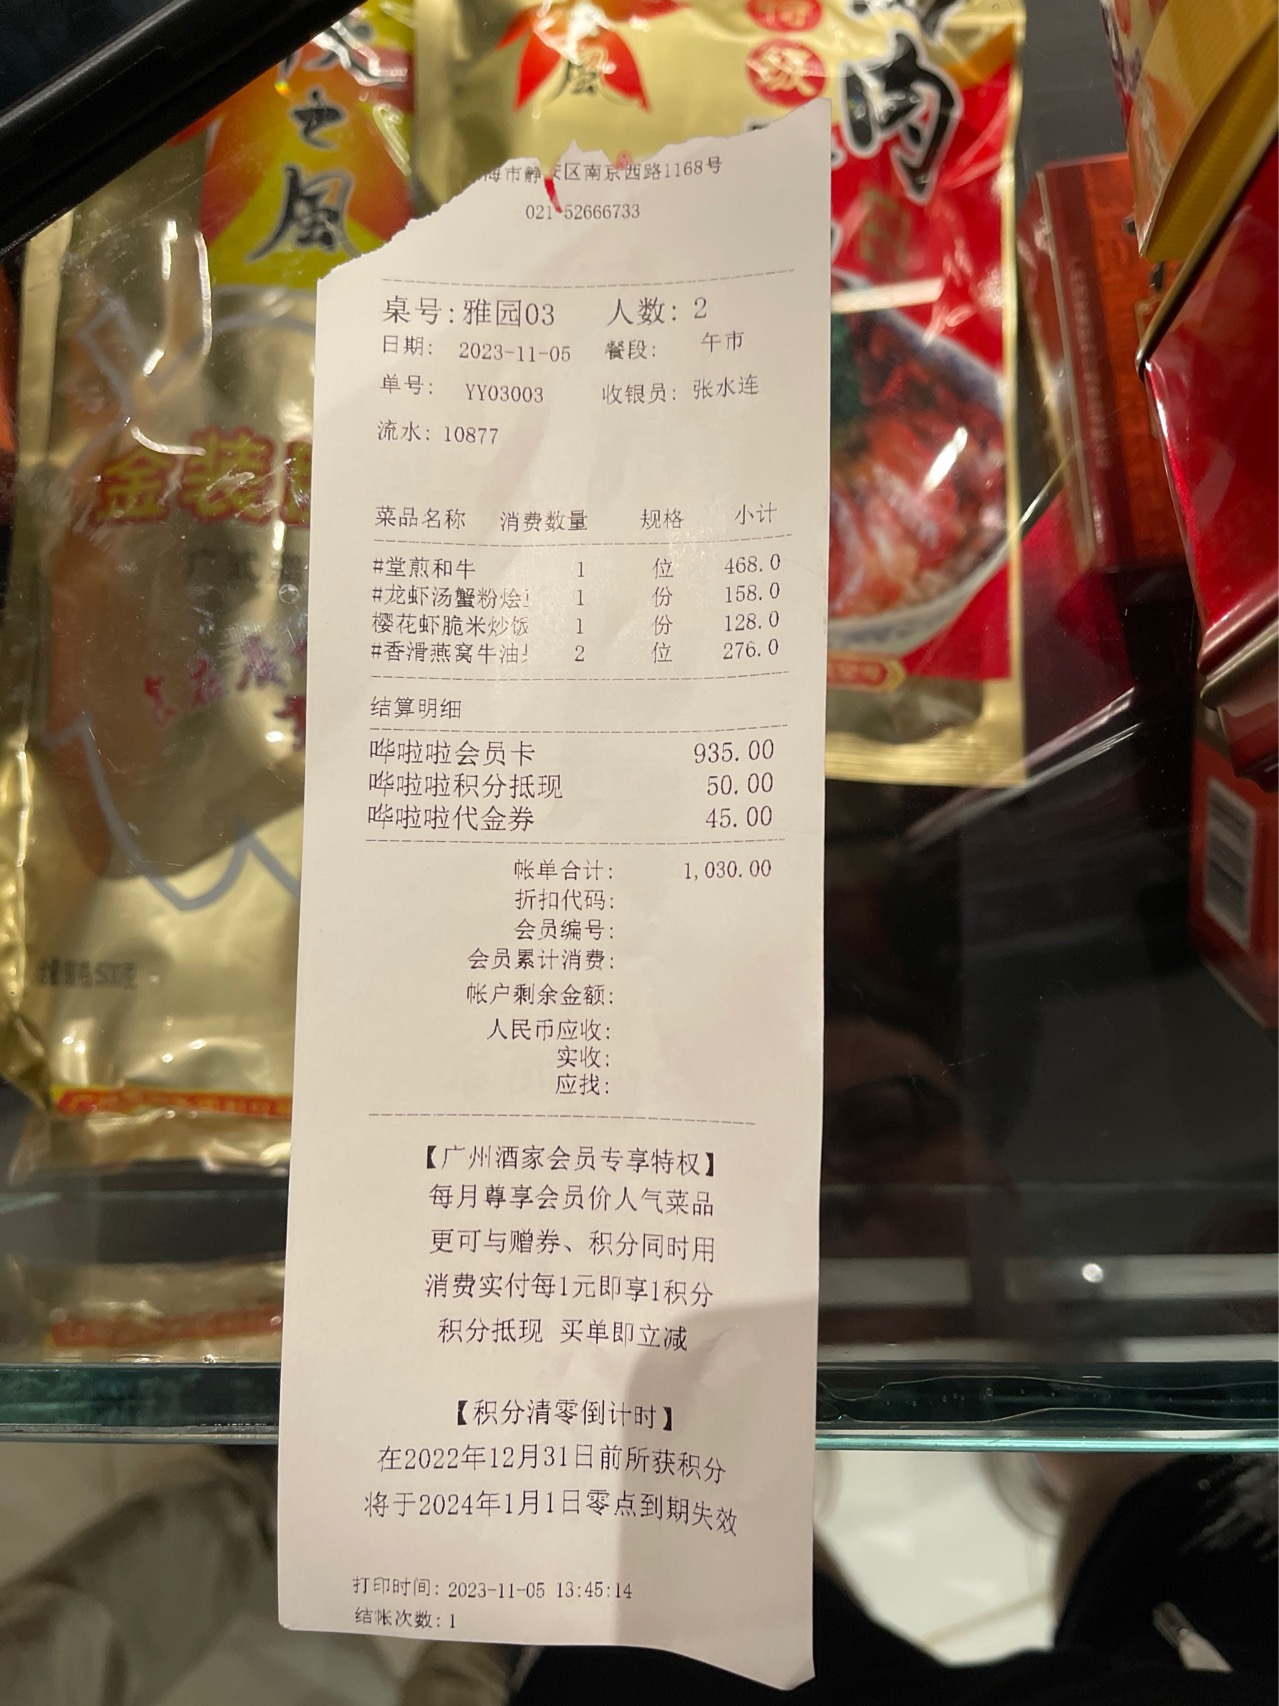 之風
風
级
肉
金装
海市静安区南京西路1168号
021-52666733
桌号:雅园03 人数: 2
日期: 2023-11-05 餐段: 午市
单号: YY03003 收银员: 张水连
流水: 10877
菜品名称 消费数量 规格 小计
#堂煎和牛 1 位 468.0
#龙虾汤蟹粉烩 1 份 158.0
樱花虾脆米炒饭 1 份 128.0
#香滑燕窝牛油 2 位 276.0
结算明细
哗啦啦会员卡 935.00
哗啦啦积分抵现 50.00
哗啦啦代金券 45.00
帐单合计: 1,030.00
折扣代码:
会员编号:
会员累计消费:
帐户剩余金额:
人民币应收:
实收:
应找:
【广州酒家会员专享特权】
每月尊享会员价人气菜品
更可与赠券、积分同时用
消费实付每1元即享1积分
积分抵现 买单即立减
【积分清零倒计时】
在2022年12月31日前所获积分
将于2024年1月1日零点到期失效
打印时间: 2023-11-05 13:45:14
结帐次数: 1